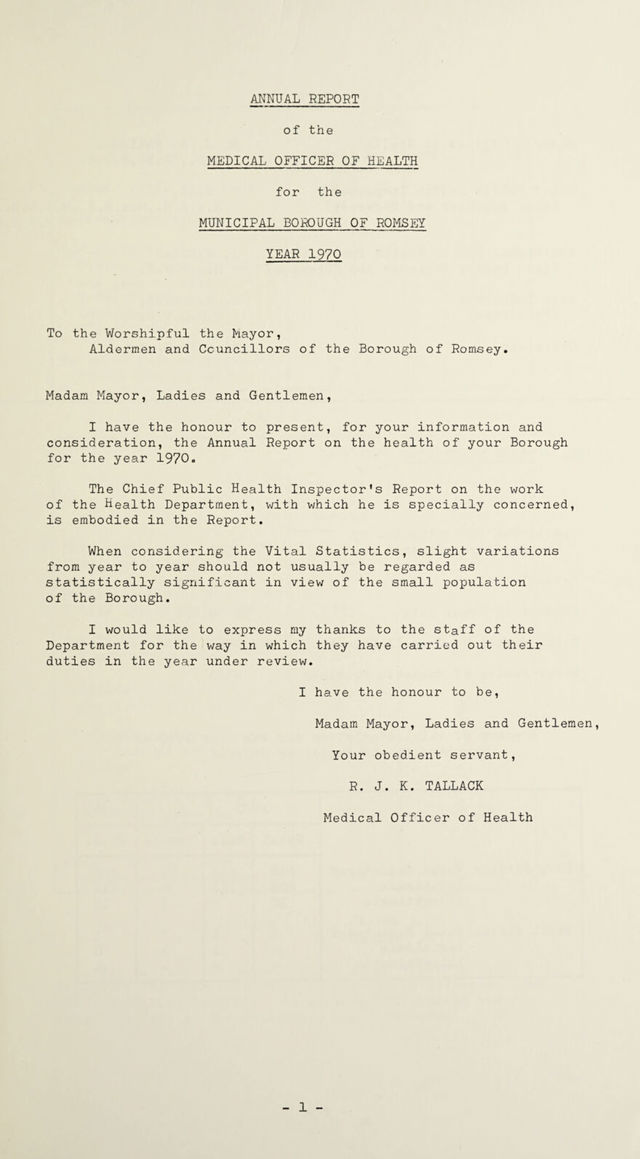 ANNUAL REPORT
of the
MEDICAL OFFICER OF HEALTH
for the
MUNICIPAL BOROUGH OF ROMSEY
YEAR 1970
To the Worshipful the Mayor,
Aldermen and Councillors of the Borough of Romsey.
Madam Mayor, Ladies and Gentlemen,
I have the honour to present, for your information and
consideration, the Annual Report on the health of your Borough
for the year 1970.
The Chief Public Health Inspector's Report on the work
of the Health Department, with which he is specially concerned,
is embodied in the Report.
When considering the Vital Statistics, slight variations
from year to year should not usually be regarded as
statistically significant in view of the small population
of the Borough.
I would like to express my thanks to the staff of the
Department for the way in which they have carried out their
duties in the year under review.
I have the honour to be,
Madam Mayor, Ladies and Gentlemen,
Your obedient servant,
R. J. K. TALLACK
Medical Officer of Health
- 1 -